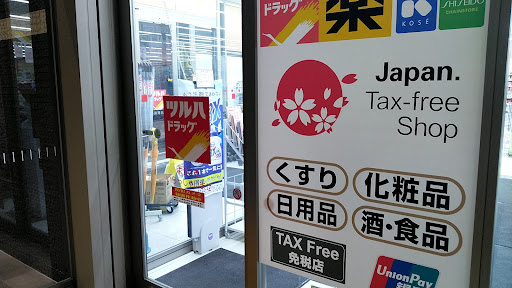 ドラッグ
薬
KOSÉ
SHISEIDO
Japan.
Tax-free
Shop
ツルハ
ドラッグ
くすり
化粧品
日用品
酒・食品
TAX Free
免税店
UnionPay